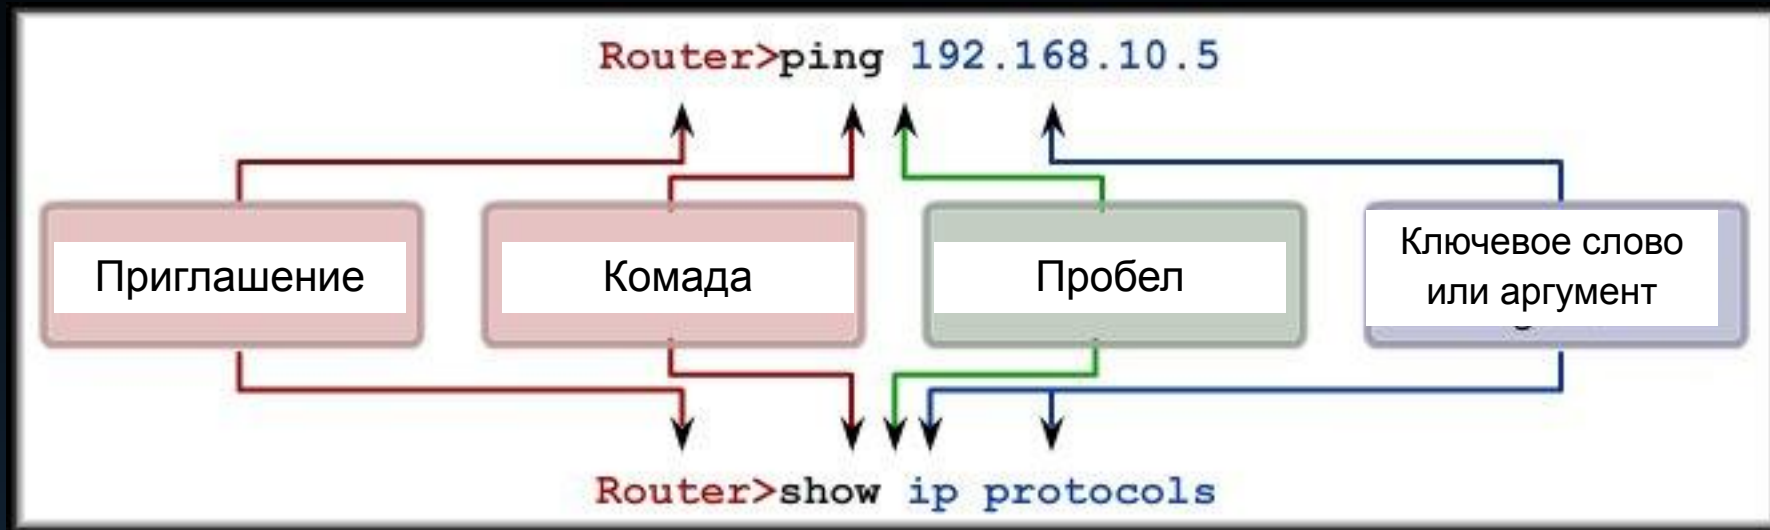 Router>ping 192.168.10.5
Приглашение
Комада
Пробел
Ключевое слово
или аргумент
Router>show ip protocols